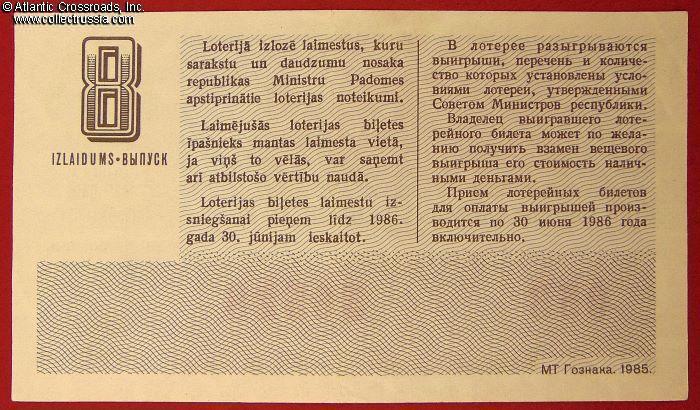 © Atlantic Crossroads, Inc.
www.collectrussia.com
8
IZLAIDUMS • ВЫПУСК
Loterijā izlozē laimestus, kuru
sarakstu un daudzumu nosaka
republikas Ministru Padomes
apstiprinātie loterijas noteikumi.
Laimējušās loterijas biļetes
īpašnieks mantas laimesta vietā,
ja viņš to vēlās, var saņemt
arī atbilstošo vērtību naudā.
Loterijas biļetes laimestu iz-
sniegšanai pieņem līdz 1986.
gada 30. jūnijam ieskaitot.
В лотерее разыгрываются
выигрыши, перечень и количе-
ство которых установлены усло-
виями лотереи, утвержденными
Советом Министров республики.
Владелец выигравшего лоте-
рейного билета может по жела-
нию получить взамен вещевого
выигрыша его стоимость налич-
ными деньгами.
Прием лотерейных билетов
для оплаты выигрышей произ-
водится по 30 июня 1986 года
включительно.
МТ Гознака. 1985.